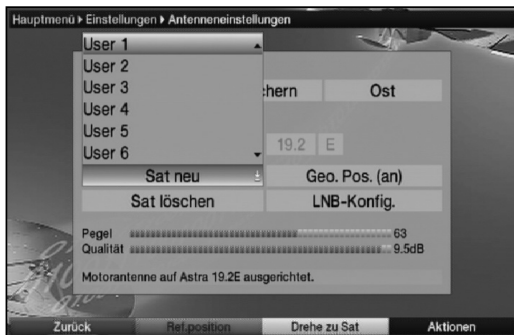 Hauptmenü ▸ Einstellungen ▸ Antenneneinstellungen
User 1
User 2
User 3
User 4
User 5
User 6
chern
Ost
19.2 E
Sat neu
Geo. Pos. (an)
Sat löschen
LNB-Konfig.
Pegel 63
Qualität 9.5dB
Motorantenne auf Astra 19.2E ausgerichtet.
Zurück
Ref.position
Drehe zu Sat
Aktionen